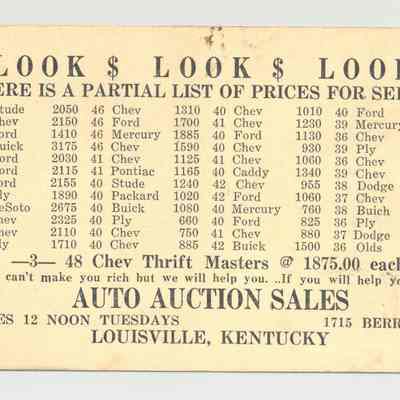 LOOK $ LOOK $ LOOK
ERE IS A PARTIAL LIST OF PRICES FOR SEP
tude 2050 46 Chev 1310 40 Chev 1010 40 Ford
hev 2150 46 Ford 1700 41 Chev 1230 39 Mercury
ord 1410 46 Mercury 1885 40 Ford 1130 36 Chev
uick 3175 46 Chev 1590 40 Chev 930 39 Ply
ord 2030 41 Chev 1125 41 Chev 1060 36 Chev
ord 2115 41 Pontiac 1165 40 Caddy 1340 39 Chev
ord 2155 40 Stude 1240 42 Chev 955 38 Dodge
ly 1890 40 Packard 1020 42 Ford 1060 37 Chev
eSoto 2675 40 Buick 1080 40 Mercury 760 38 Buich
hev 2325 40 Ply 660 40 Ford 825 36 Ply
ord 2110 40 Chev 750 41 Chev 880 37 Dodge
ly 1710 40 Chev 885 42 Buick 1500 36 Olds
—3— 48 Chev Thrift Masters @ 1875.00 each
can't make you rich but we will help you. ..If you will help yo
AUTO AUCTION SALES
ES 12 NOON TUESDAYS 1715 BERR
LOUISVILLE, KENTUCKY